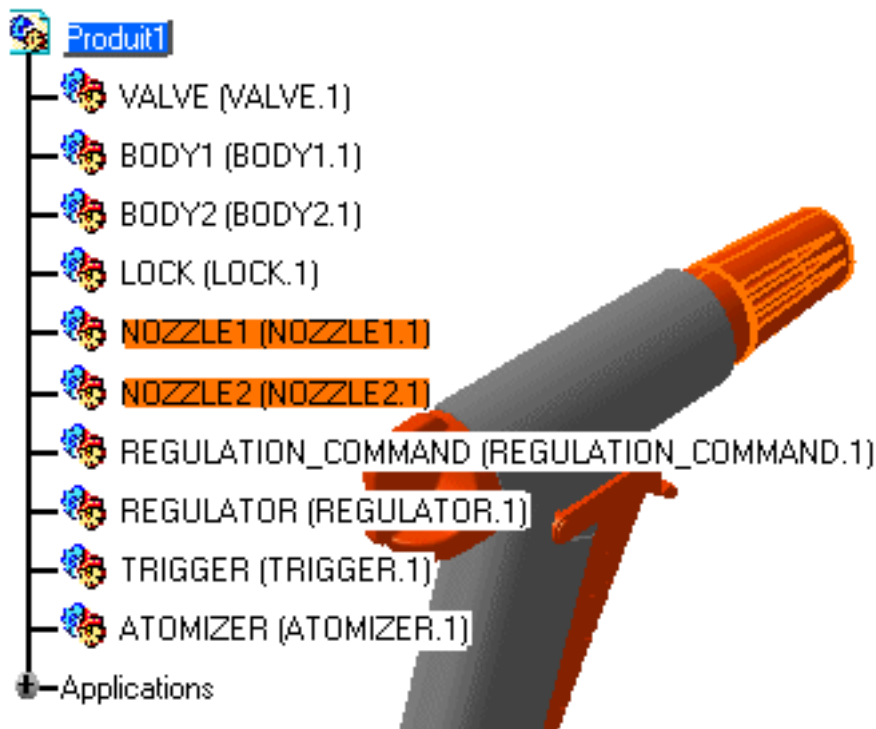 Produit1
VALVE (VALVE.1)
BODY1 (BODY1.1)
BODY2 (BODY2.1)
LOCK (LOCK.1)
NOZZLE1 (NOZZLE1.1)
NOZZLE2 (NOZZLE2.1)
REGULATION_COMMAND (REGULATION_COMMAND.1)
REGULATOR (REGULATOR.1)
TRIGGER (TRIGGER.1)
ATOMIZER (ATOMIZER.1)
Applications